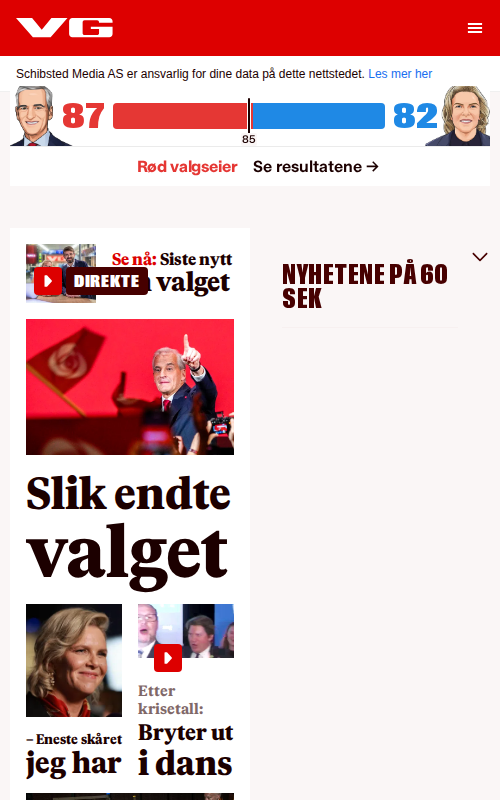 VG
Schibsted Media AS er ansvarlig for dine data på dette nettstedet. Les mer her
87
82
85
Rød valgseier Se resultatene →
Se nå: Siste nytt
DIREKTE
valget
NYHETENE PÅ 60
SEK
Slik endte
valget
Etter
krisetall:
– Eneste skåret
jeg har
Bryter ut
i dans